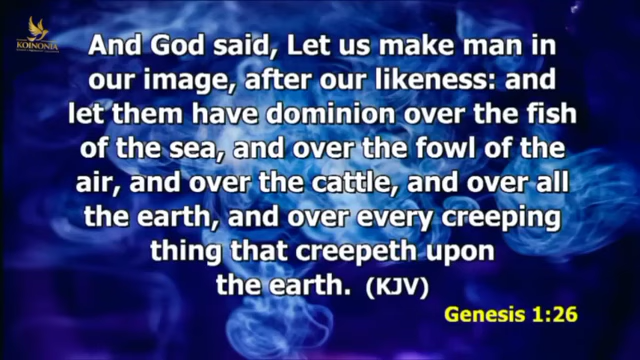 KOINONIA
And God said, Let us make man in
our image, after our likeness: and
let them have dominion over the fish
of the sea, and over the fowl of the
air, and over the cattle, and over all
the earth, and over every creeping
thing that creepeth upon
the earth. (KJV)
Genesis 1:26